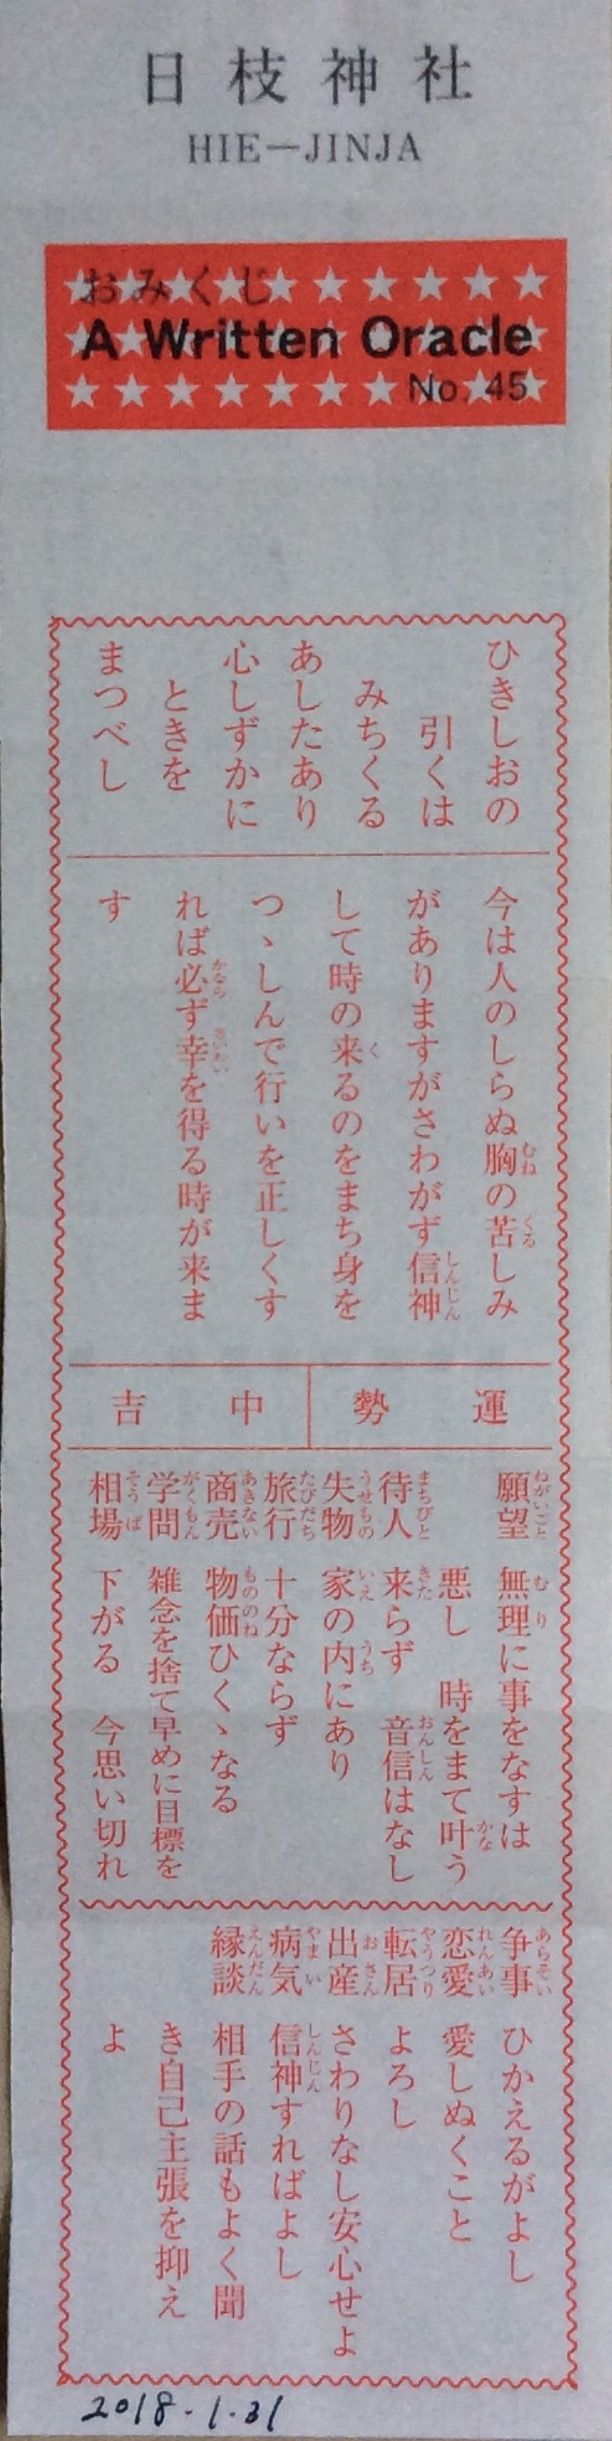 日枝神社
HIE－JINJA
おみくじ
A Written Oracle
No. 45
ひきしおの
引くは
みちくる
あしたあり
心しずかに
ときを
まつべし
今は人のしらぬ胸の苦しみ
がありますがさわがず信神
して時の来るのをまち身を
つゝしんで行いを正しくす
れば必ず幸を得る時が来ま
す
運勢
中吉
願望 無理に事をなすは
悪し 時をまて叶う
待人 来らず 音信はなし
失物 家の内にあり
旅行 十分ならず
商売 物価ひくゝなる
学問 雑念を捨て早めに目標を
相場 下がる 今思い切れ
争事 ひかえるがよし
恋愛 愛しぬくこと
転居 よろし
出産 さわりなし安心せよ
病気 信神すればよし
縁談 相手の話もよく聞
き自己主張を抑え
よ
2018.1.31